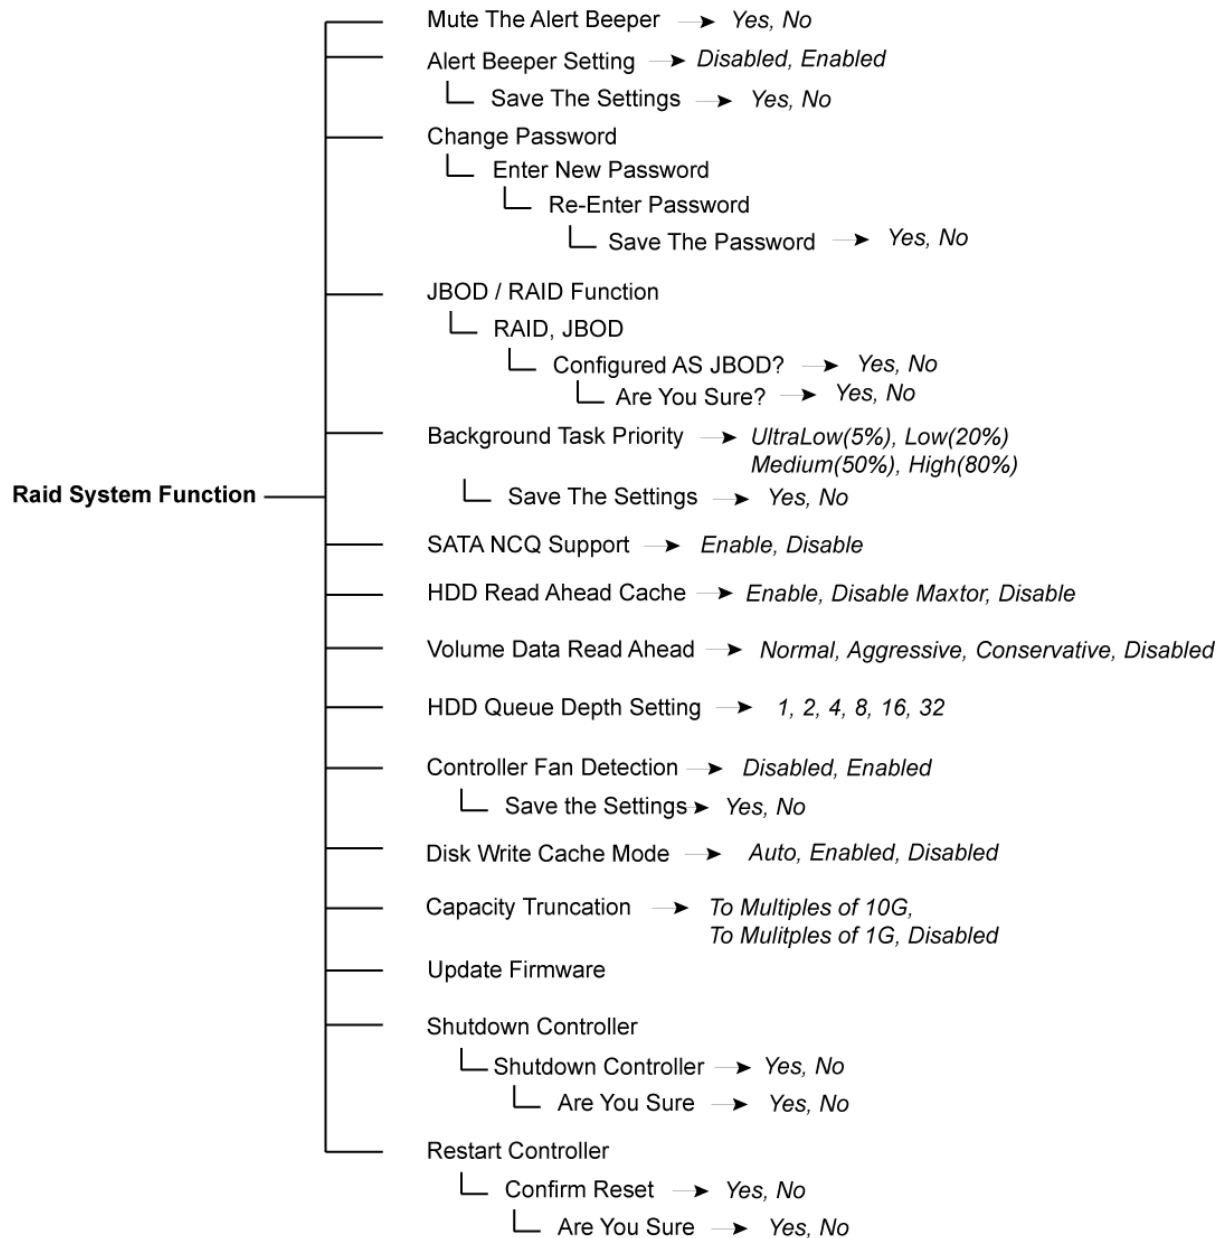 Mute The Alert Beeper Yes, No
Alert Beeper Setting Disabled, Enabled
Save The Settings Yes, No
Change Password
Enter New Password
Re-Enter Password
Save The Password Yes, No
JBOD / RAID Function
RAID, JBOD
Configured AS JBOD? Yes, No
Are You Sure? Yes, No
Background Task Priority UltraLow(5%), Low(20%)
Medium(50%), High(80%)
Raid System Function
Save The Settings Yes, No
SATA NCQ Support Enable, Disable
HDD Read Ahead Cache Enable, Disable Maxtor, Disable
Volume Data Read Ahead Normal, Aggressive, Conservative, Disabled
HDD Queue Depth Setting 1, 2, 4, 8, 16, 32
Controller Fan Detection Disabled, Enabled
Save the Settings Yes, No
Disk Write Cache Mode Auto, Enabled, Disabled
Capacity Truncation To Multiples of 10G,
To Mulitples of 1G, Disabled
Update Firmware
Shutdown Controller
Shutdown Controller Yes, No
Are You Sure Yes, No
Restart Controller
Confirm Reset Yes, No
Are You Sure Yes, No